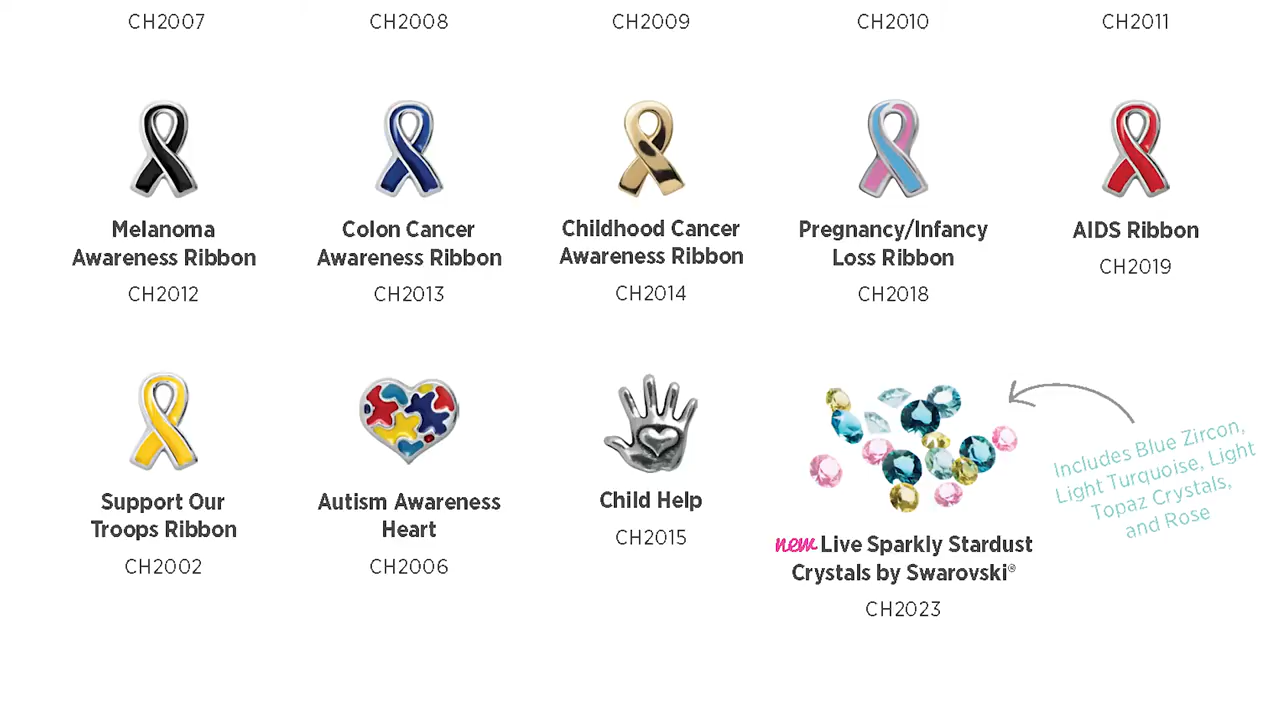 CH2007
CH2008
CH2009
CH2010
CH2011
Melanoma
Awareness Ribbon
CH2012
Colon Cancer
Awareness Ribbon
CH2013
Childhood Cancer
Awareness Ribbon
CH2014
Pregnancy/Infancy
Loss Ribbon
CH2018
AIDS Ribbon
CH2019
Support Our
Troops Ribbon
CH2002
Autism Awareness
Heart
CH2006
Child Help
CH2015
new Live Sparkly Stardust
Crystals by Swarovski®
CH2023
Includes Blue Zircon,
Light Turquoise, Light
Topaz Crystals,
and Rose